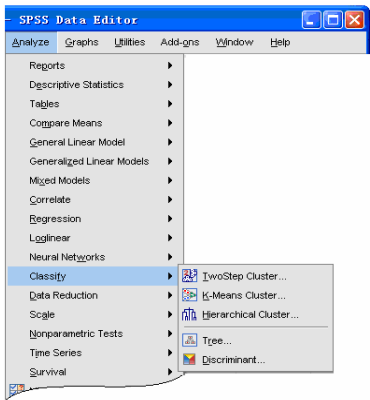 SPSS Data Editor
Analyze Graphs Utilities Add-ons Window Help
Reports
Descriptive Statistics
Tables
Compare Means
General Linear Model
Generalized Linear Models
Mixed Models
Correlate
Regression
Loglinear
Neural Networks
Classify
TwoStep Cluster...
Data Reduction
K-Means Cluster...
Scale
Hierarchical Cluster...
Nonparametric Tests
Time Series
Tree...
Survival
Discriminant...